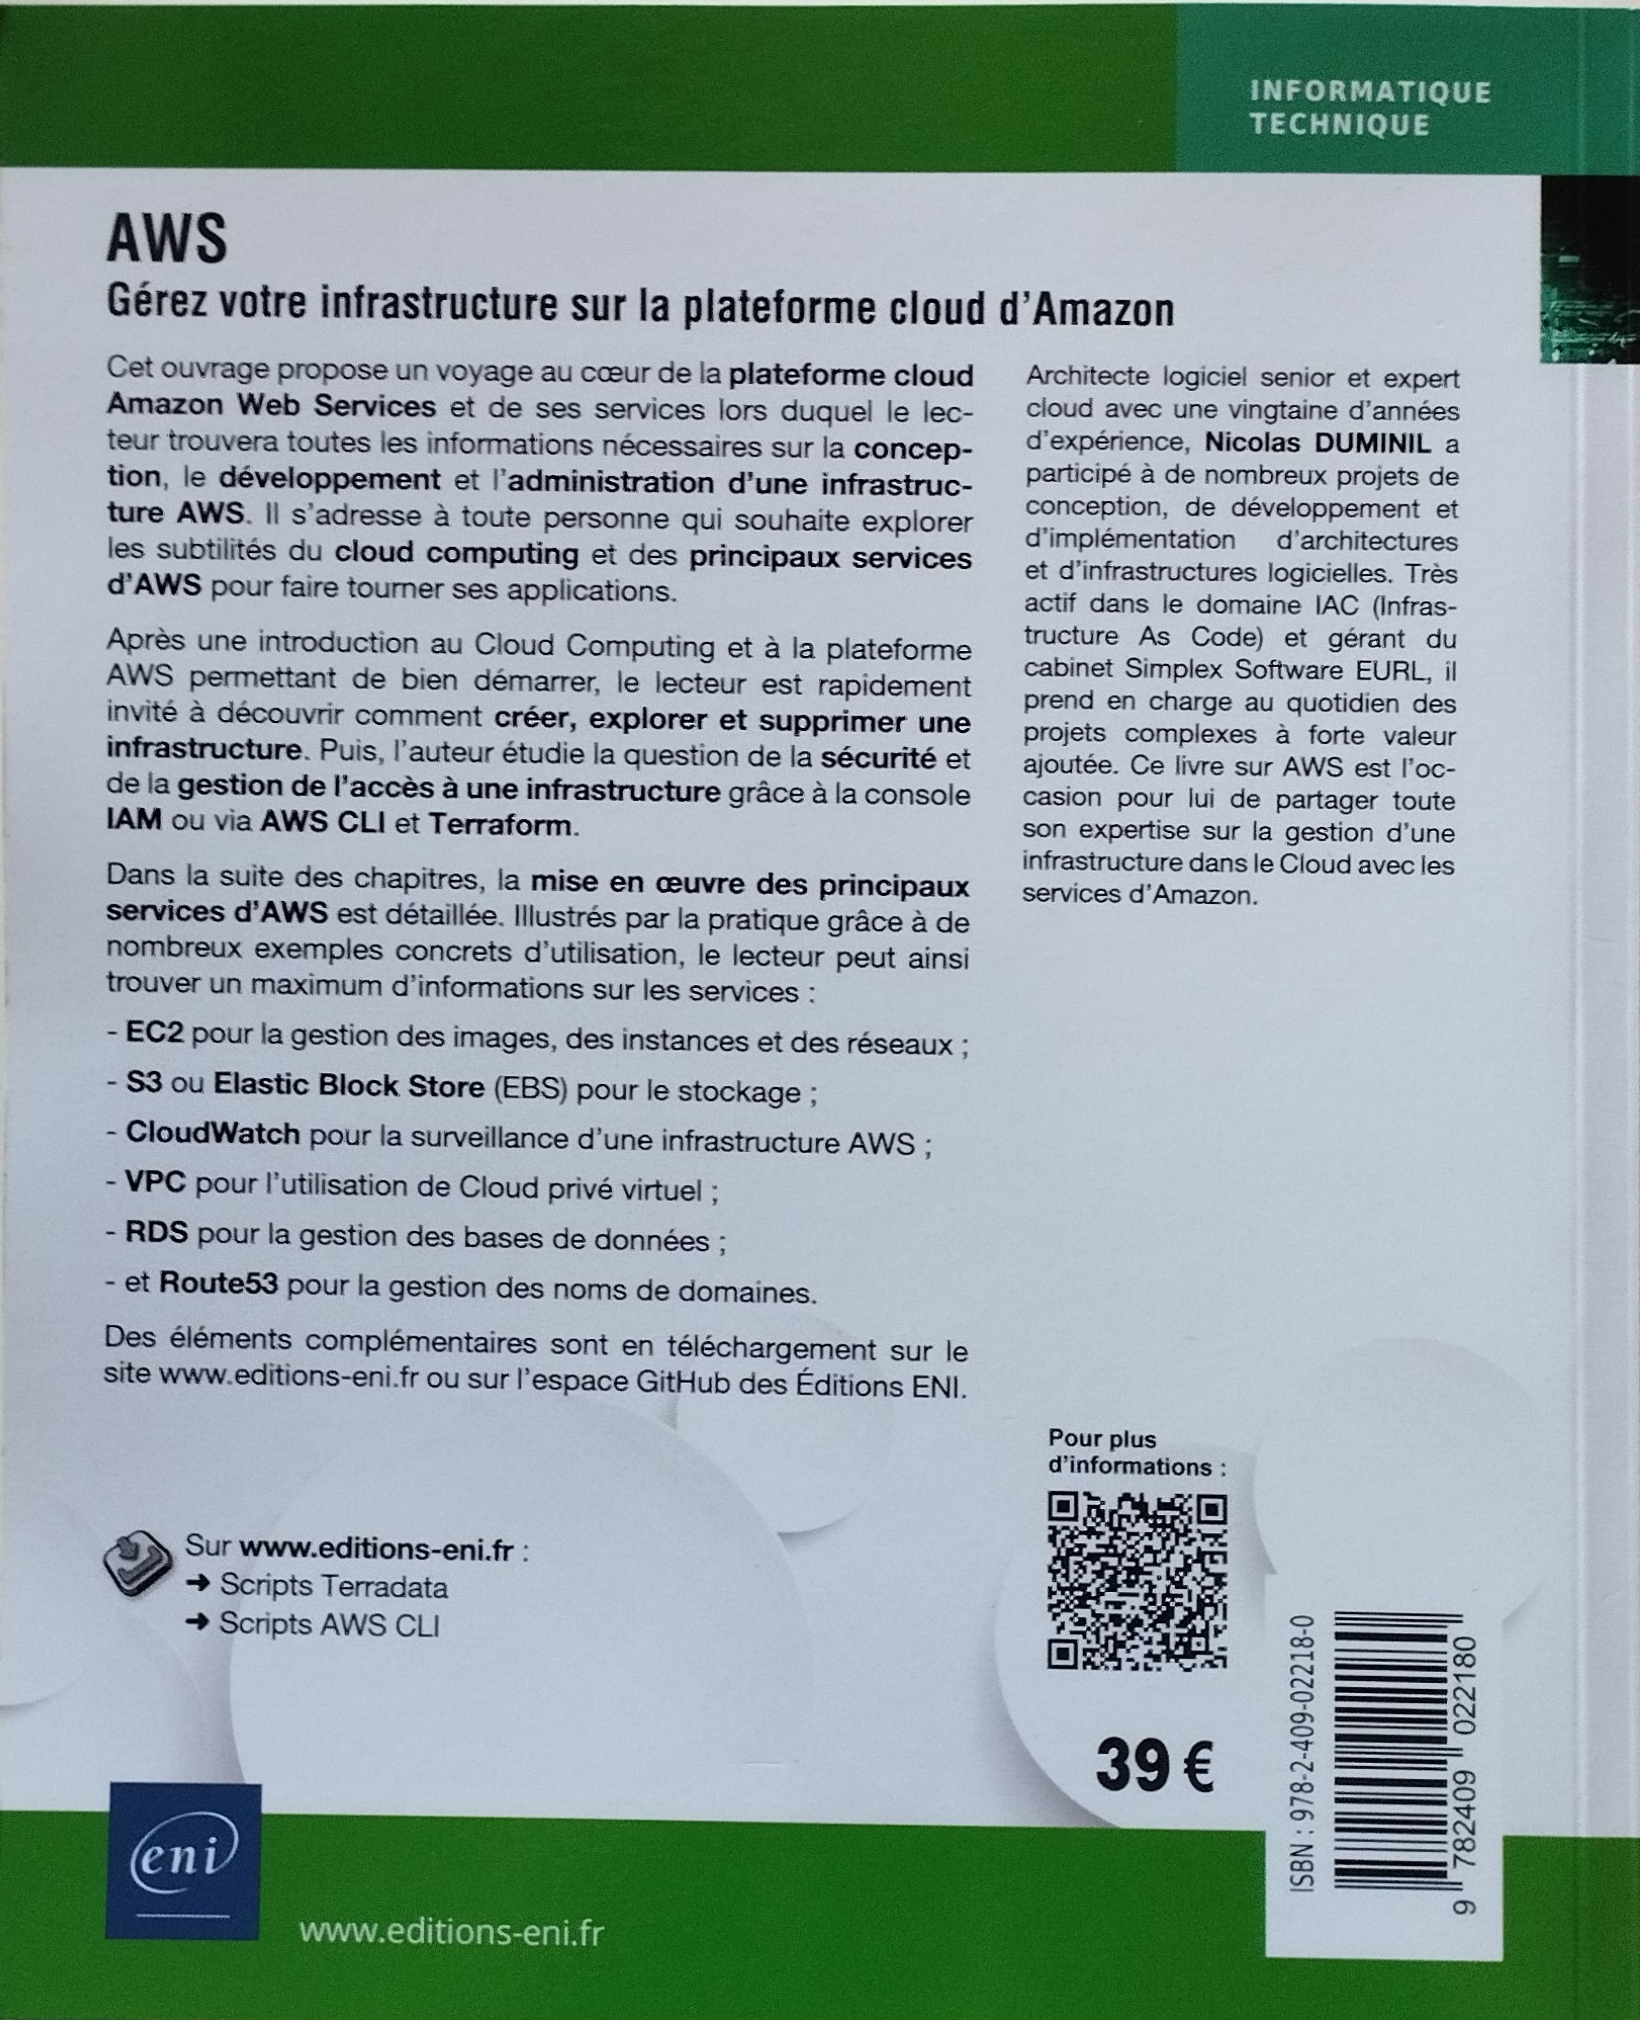 INFORMATIQUE
TECHNIQUE
AWS
Gérez votre infrastructure sur la plateforme cloud d'Amazon
Cet ouvrage propose un voyage au cœur de la plateforme cloud
Amazon Web Services et de ses services lors duquel le lec-
teur trouvera toutes les informations nécessaires sur la concep-
tion, le développement et l'administration d'une infrastruc-
ture AWS. Il s'adresse à toute personne qui souhaite explorer
les subtilités du cloud computing et des principaux services
d'AWS pour faire tourner ses applications.
Après une introduction au Cloud Computing et à la plateforme
AWS permettant de bien démarrer, le lecteur est rapidement
invité à découvrir comment créer, explorer et supprimer une
infrastructure. Puis, l'auteur étudie la question de la sécurité et
de la gestion de l'accès à une infrastructure grâce à la console
IAM ou via AWS CLI et Terraform.
Dans la suite des chapitres, la mise en œuvre des principaux
services d'AWS est détaillée. Illustrés par la pratique grâce à de
nombreux exemples concrets d'utilisation, le lecteur peut ainsi
trouver un maximum d'informations sur les services :
- EC2 pour la gestion des images, des instances et des réseaux ;
- S3 ou Elastic Block Store (EBS) pour le stockage ;
- CloudWatch pour la surveillance d'une infrastructure AWS ;
- VPC pour l'utilisation de Cloud privé virtuel ;
- RDS pour la gestion des bases de données ;
- et Route53 pour la gestion des noms de domaines.
Des éléments complémentaires sont en téléchargement sur le
site www.editions-eni.fr ou sur l'espace GitHub des Éditions ENI.
Architecte logiciel senior et expert
cloud avec une vingtaine d'années
d'expérience, Nicolas DUMINIL a
participé à de nombreux projets de
conception, de développement et
d'implémentation d'architectures
et d'infrastructures logicielles. Très
actif dans le domaine IAC (Infras-
tructure As Code) et gérant du
cabinet Simplex Software EURL, il
prend en charge au quotidien des
projets complexes à forte valeur
ajoutée. Ce livre sur AWS est l'oc-
casion pour lui de partager toute
son expertise sur la gestion d'une
infrastructure dans le Cloud avec les
services d'Amazon.
Sur www.editions-eni.fr :
➜ Scripts Terradata
➜ Scripts AWS CLI
Pour plus
d'informations :
39 €
ISBN : 978-2-409-02218-0
9 782409 022180
eni
www.editions-eni.fr